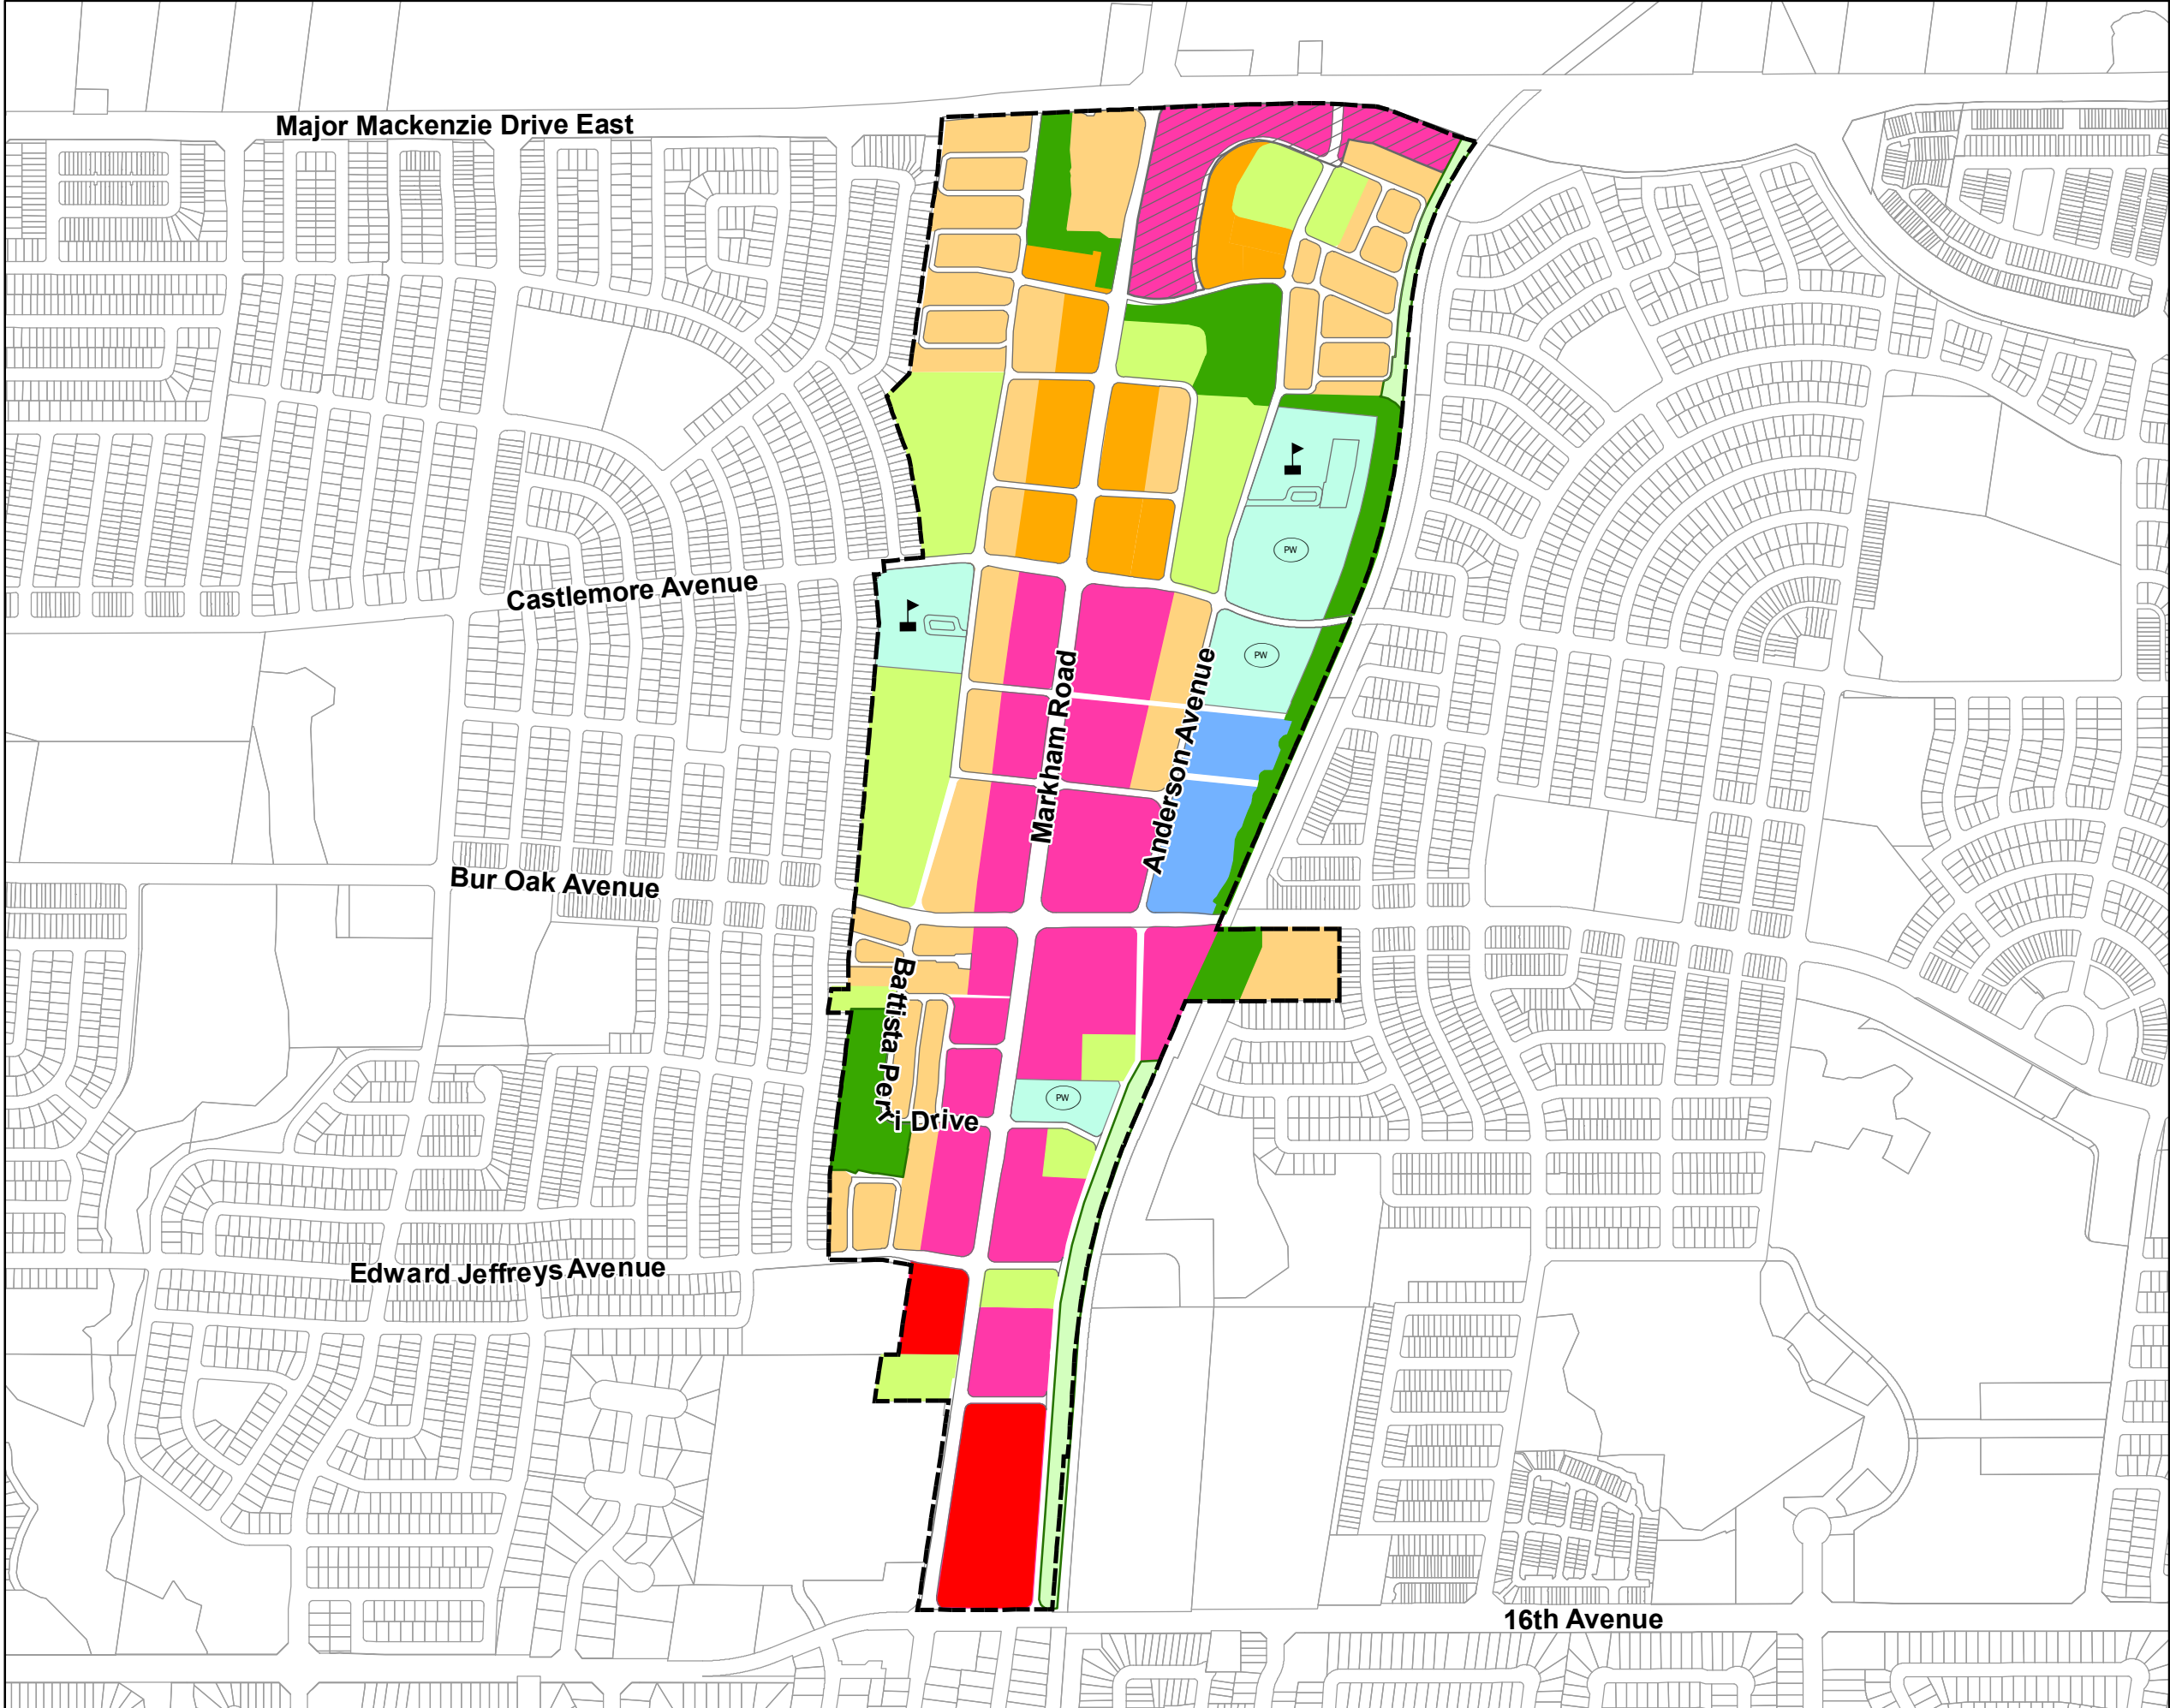 Major Mackenzie Drive East
PW
Castlemore Avenue
PW
Markham Road
Anderson Avenue
Bur Oak Avenue
Battista Perri Drive
PW
Edward Jeffreys Avenue
16th Avenue